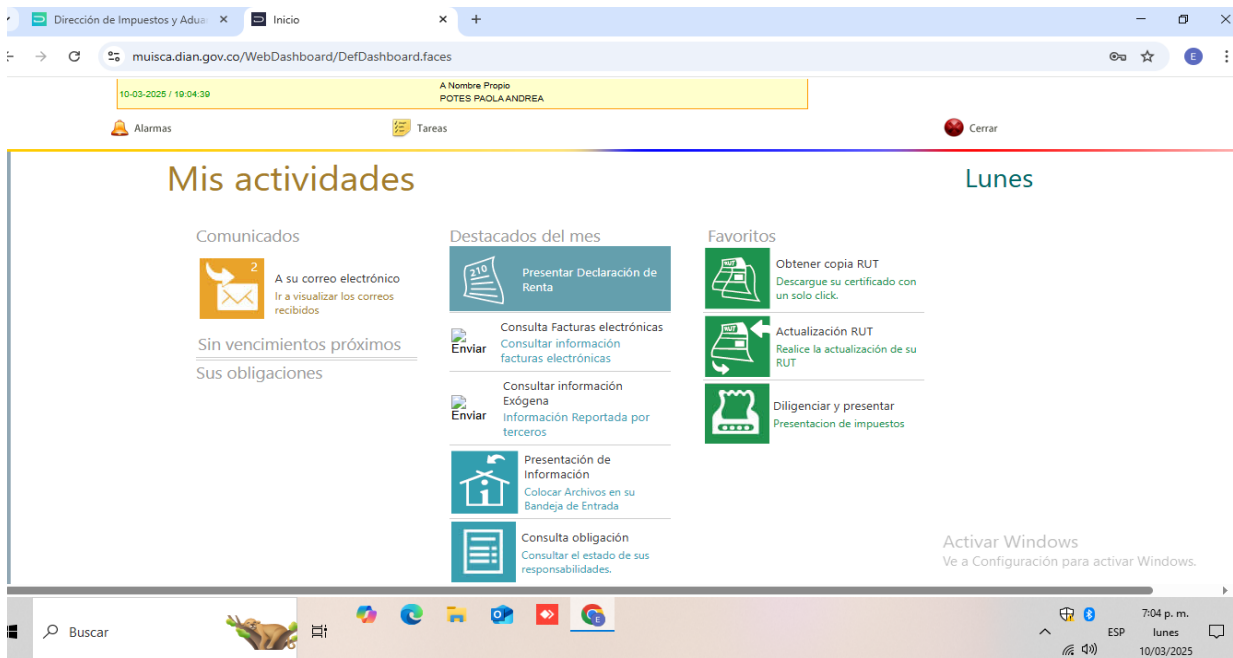 Dirección de Impuestos y Adua
Inicio
muisca.dian.gov.co/WebDashboard/DefDashboard.faces
E
10-03-2025 / 19:04:39
A Nombre Propio
POTES PAOLA ANDREA
Alarmas
Tareas
Cerrar
Mis actividades
Lunes
Comunicados
2
A su correo electrónico
Ir a visualizar los correos
recibidos
Sin vencimientos próximos
Sus obligaciones
Destacados del mes
210
Presentar Declaración de
Renta
Enviar
Consulta Facturas electrónicas
Consultar información
facturas electrónicas
Enviar
Consultar información
Exógena
Información Reportada por
terceros
Presentación de
Información
Colocar Archivos en su
Bandeja de Entrada
Consulta obligación
Consultar el estado de sus
responsabilidades.
Favoritos
RUT
Obtener copia RUT
Descargue su certificado con
un solo click.
RUT
Actualización RUT
Realice la actualización de su
RUT
Diligenciar y presentar
Presentacion de impuestos
Activar Windows
Ve a Configuración para activar Windows.
Buscar
ESP
7:04 p. m.
lunes
10/03/2025